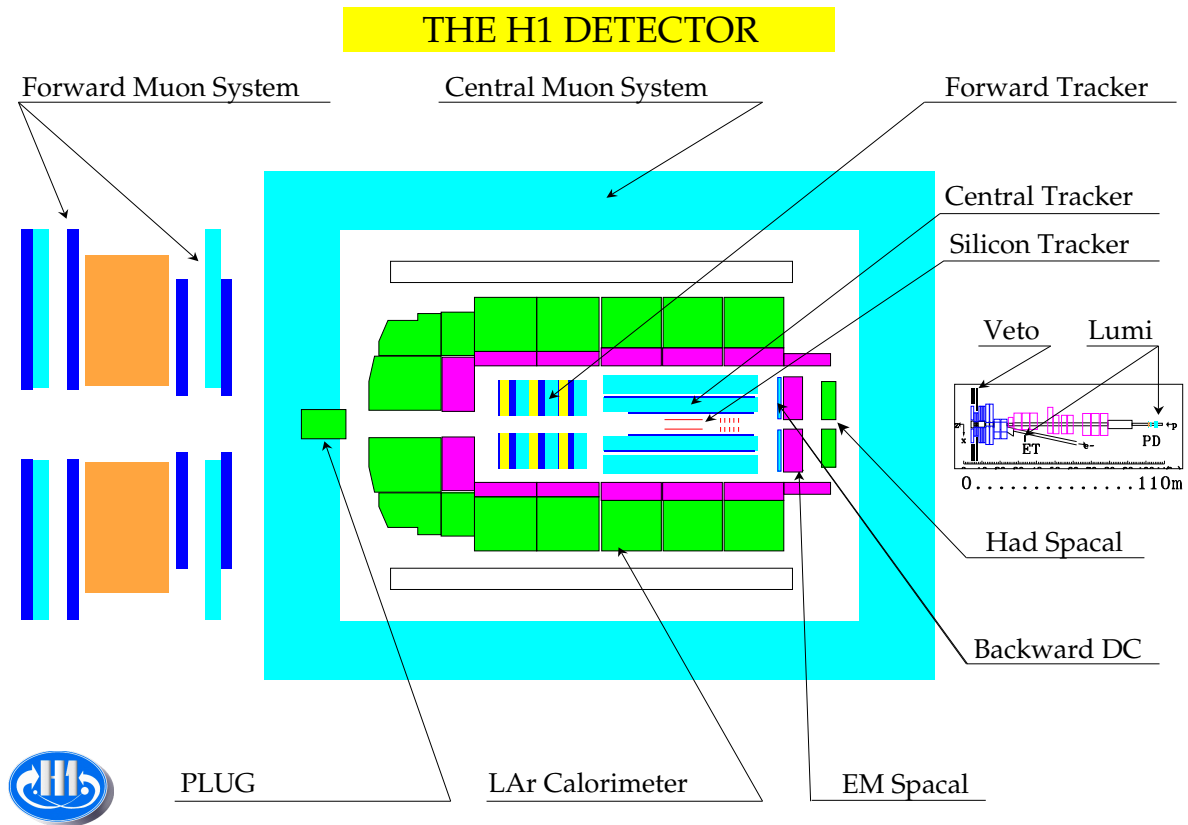 THE H1 DETECTOR
Forward Muon System
Central Muon System
Forward Tracker
Central Tracker
Silicon Tracker
Veto
Lumi
x
ET
e-
PD
p
0..............110m
Had Spacal
Backward DC
PLUG
LAr Calorimeter
EM Spacal
H1